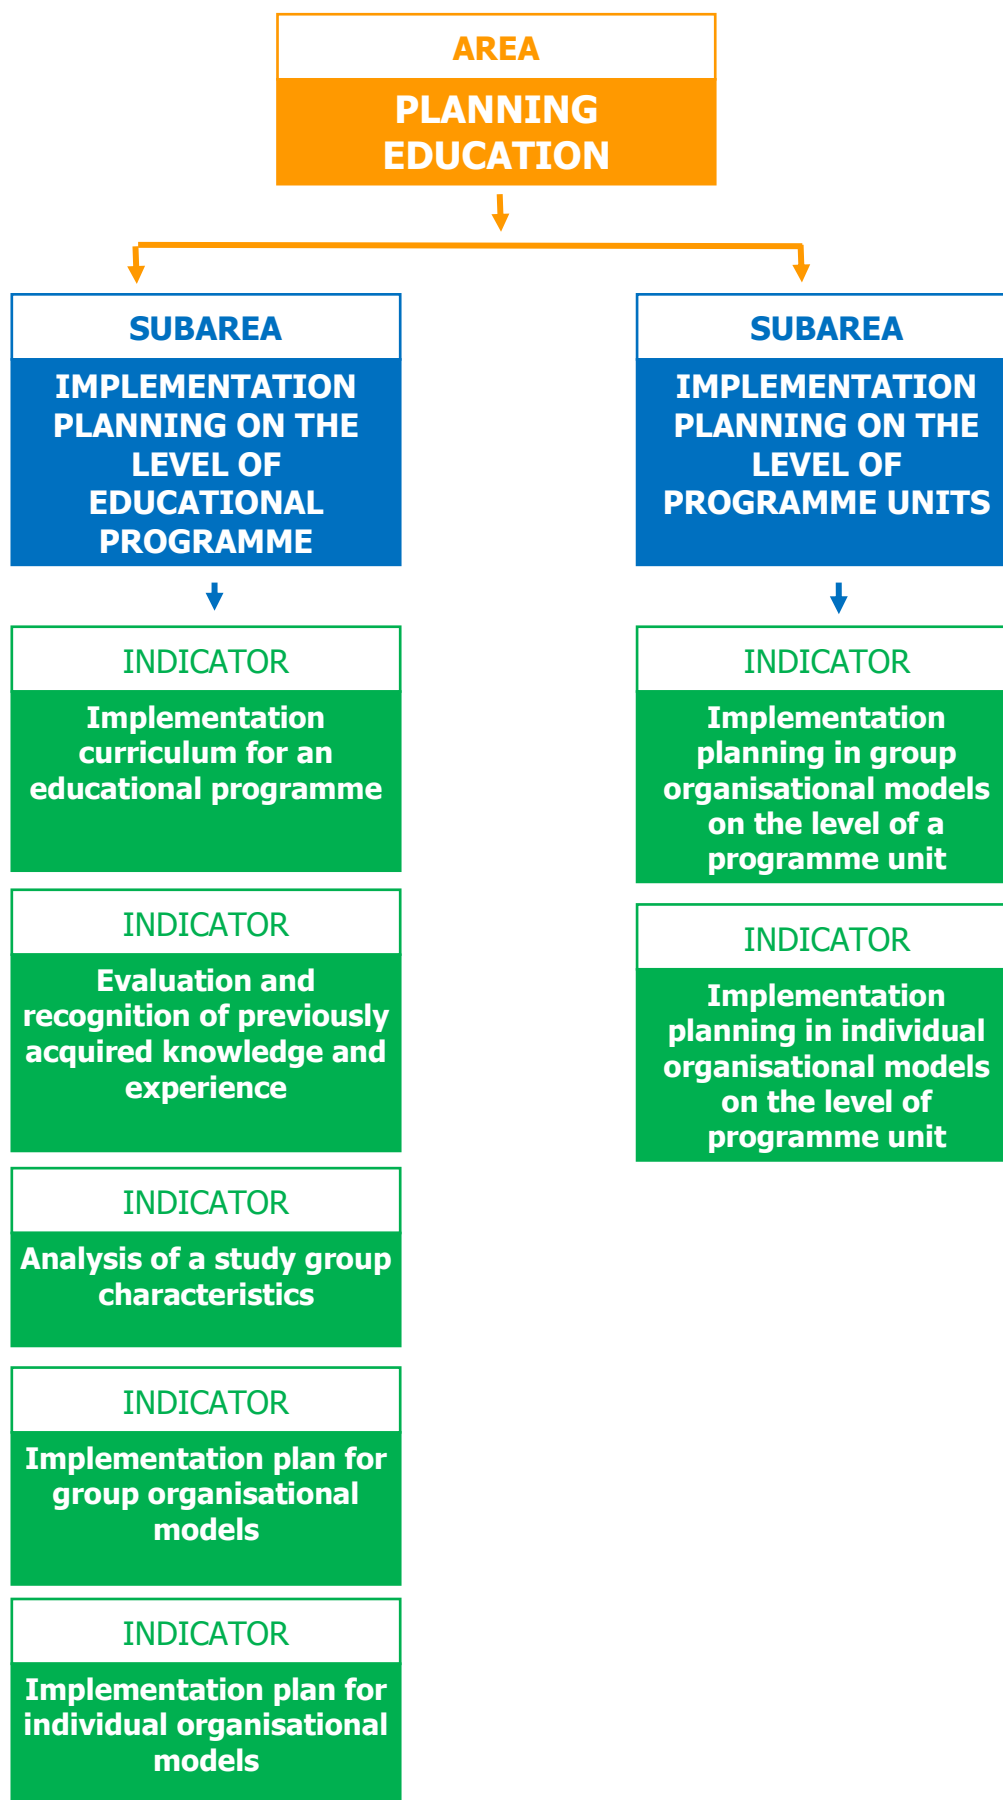 AREA
PLANNING
EDUCATION
SUBAREA
IMPLEMENTATION
PLANNING ON THE
LEVEL OF
EDUCATIONAL
PROGRAMME
INDICATOR
Implementation
curriculum for an
educational programme
INDICATOR
Evaluation and
recognition of previously
acquired knowledge and
experience
INDICATOR
Analysis of a study group
characteristics
INDICATOR
Implementation plan for
group organisational
models
INDICATOR
Implementation plan for
individual organisational
models
SUBAREA
IMPLEMENTATION
PLANNING ON THE
LEVEL OF
PROGRAMME UNITS
INDICATOR
Implementation
planning in group
organisational models
on the level of a
programme unit
INDICATOR
Implementation
planning in individual
organisational models
on the level of
programme unit